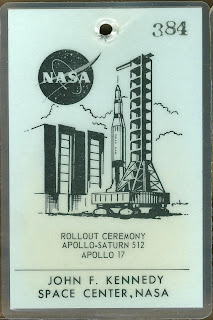 384
NASA
ROLLOUT CEREMONY
APOLLO-SATURN 512
APOLLO 17
JOHN F. KENNEDY
SPACE CENTER, NASA